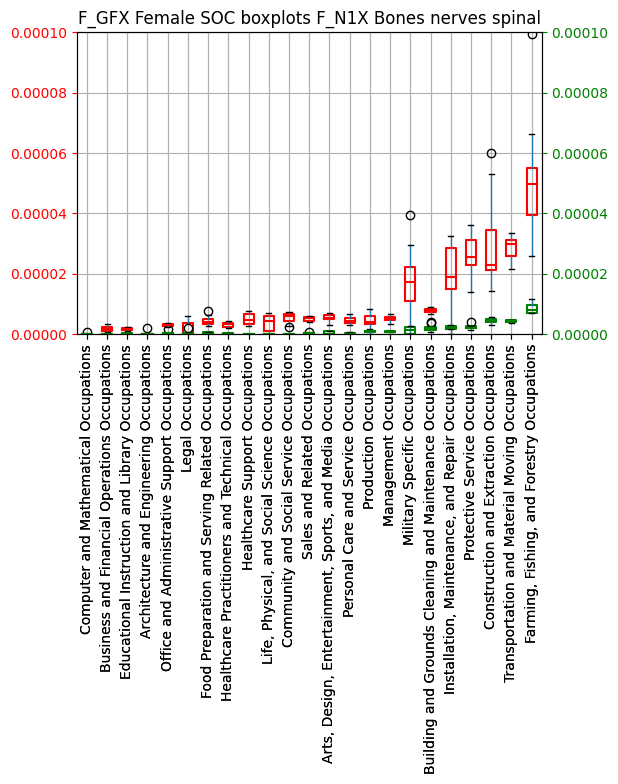 F_GFX Female SOC boxplots F_N1X Bones nerves spinal
0.00010
0.00008
0.00006
0.00004
0.00002
0.00000
0.00010
0.00008
0.00006
0.00004
0.00002
0.00000
Computer and Mathematical Occupations
Business and Financial Operations Occupations
Educational Instruction and Library Occupations
Architecture and Engineering Occupations
Office and Administrative Support Occupations
Legal Occupations
Food Preparation and Serving Related Occupations
Healthcare Practitioners and Technical Occupations
Healthcare Support Occupations
Life, Physical, and Social Science Occupations
Community and Social Service Occupations
Sales and Related Occupations
Arts, Design, Entertainment, Sports, and Media Occupations
Personal Care and Service Occupations
Production Occupations
Management Occupations
Military Specific Occupations
Building and Grounds Cleaning and Maintenance Occupations
Installation, Maintenance, and Repair Occupations
Protective Service Occupations
Construction and Extraction Occupations
Transportation and Material Moving Occupations
Farming, Fishing, and Forestry Occupations